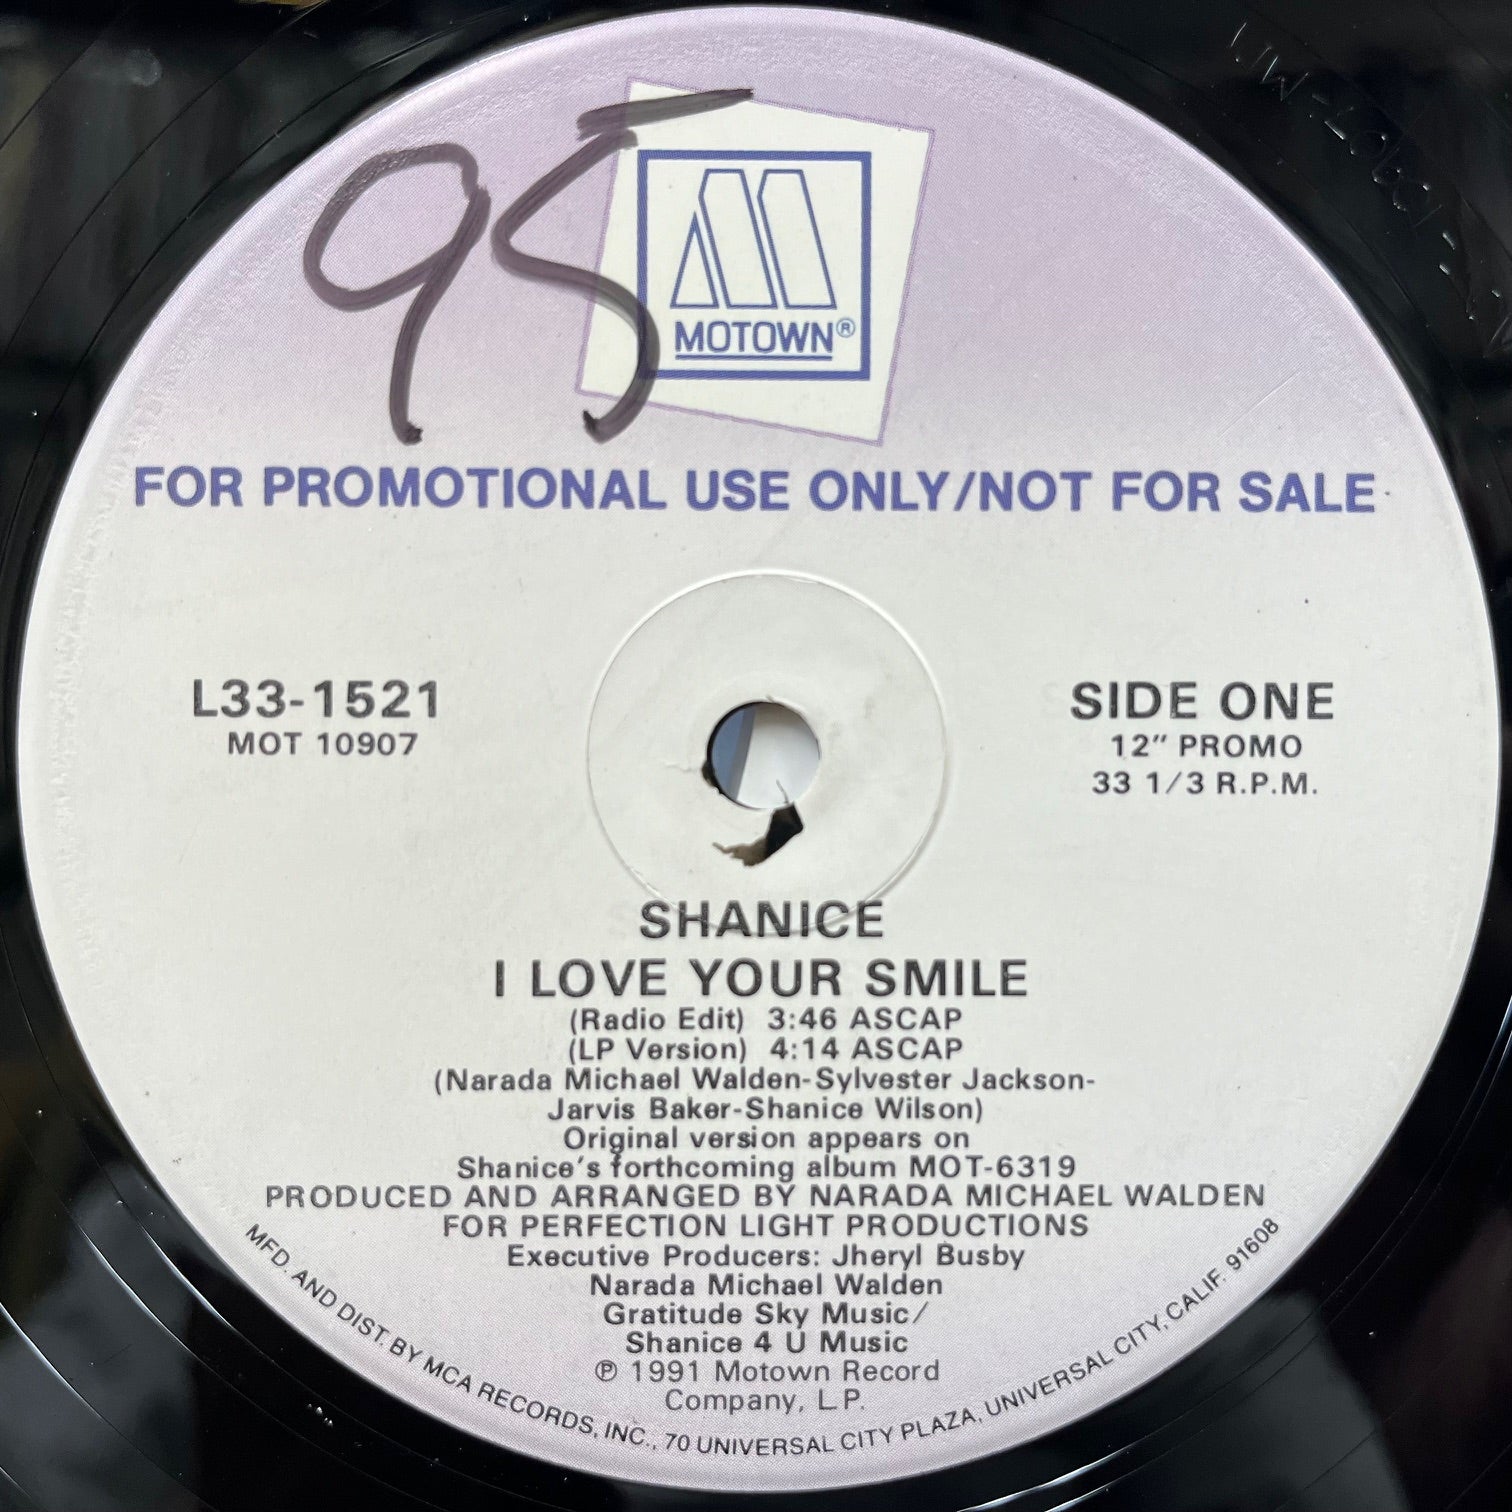 95
MOTOWN®
FOR PROMOTIONAL USE ONLY/NOT FOR SALE
L33-1521
MOT 10907
SIDE ONE
12" PROMO
33 1/3 R.P.M.
SHANICE
I LOVE YOUR SMILE
(Radio Edit) 3:46 ASCAP
(LP Version) 4:14 ASCAP
(Narada Michael Walden-Sylvester Jackson-
Jarvis Baker-Shanice Wilson)
Original version appears on
Shanice's forthcoming album MOT-6319
PRODUCED AND ARRANGED BY NARADA MICHAEL WALDEN
FOR PERFECTION LIGHT PRODUCTIONS
Executive Producers: Jheryl Busby
Narada Michael Walden
Gratitude Sky Music/
Shanice 4 U Music
℗ 1991 Motown Record
Company, L.P.
MFD. AND DIST. BY MCA RECORDS, INC., 70 UNIVERSAL CITY PLAZA, UNIVERSAL CITY, CALIF. 91608